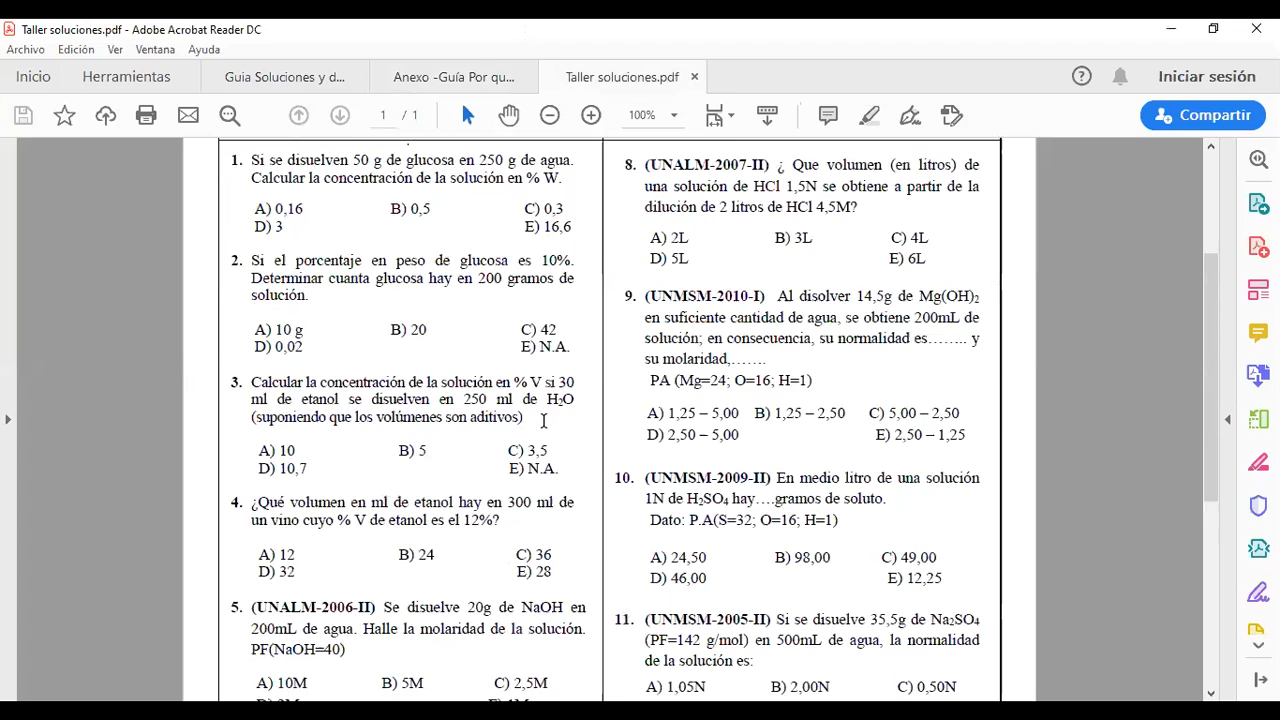 Taller soluciones.pdf - Adobe Acrobat Reader DC
Archivo Edición Ver Ventana Ayuda
Inicio Herramientas Guia Soluciones y d... Anexo -Guía Por qu... Taller soluciones.pdf Iniciar sesión
1 / 1 100% Compartir
1. Si se disuelven 50 g de glucosa en 250 g de agua.
Calcular la concentración de la solución en % W.
A) 0,16 B) 0,5 C) 0,3
D) 3 E) 16,6
2. Si el porcentaje en peso de glucosa es 10%.
Determinar cuanta glucosa hay en 200 gramos de
solución.
A) 10 g B) 20 C) 42
D) 0,02 E) N.A.
3. Calcular la concentración de la solución en % V si 30
ml de etanol se disuelven en 250 ml de H₂O
(suponiendo que los volúmenes son aditivos)
A) 10 B) 5 C) 3,5
D) 10,7 E) N.A.
4. ¿Qué volumen en ml de etanol hay en 300 ml de
un vino cuyo % V de etanol es el 12%?
A) 12 B) 24 C) 36
D) 32 E) 28
5. (UNALM-2006-II) Se disuelve 20g de NaOH en
200mL de agua. Halle la molaridad de la solución.
PF(NaOH=40)
A) 10M B) 5M C) 2,5M
8. (UNALM-2007-II) ¿ Que volumen (en litros) de
una solución de HCl 1,5N se obtiene a partir de la
dilución de 2 litros de HCl 4,5M?
A) 2L B) 3L C) 4L
D) 5L E) 6L
9. (UNMSM-2010-I) Al disolver 14,5g de Mg(OH)₂
en suficiente cantidad de agua, se obtiene 200mL de
solución; en consecuencia, su normalidad es…….. y
su molaridad,…….
PA (Mg=24; O=16; H=1)
A) 1,25 – 5,00 B) 1,25 – 2,50 C) 5,00 – 2,50
D) 2,50 – 5,00 E) 2,50 – 1,25
10. (UNMSM-2009-II) En medio litro de una solución
1N de H₂SO₄ hay….gramos de soluto.
Dato: P.A(S=32; O=16; H=1)
A) 24,50 B) 98,00 C) 49,00
D) 46,00 E) 12,25
11. (UNMSM-2005-II) Si se disuelve 35,5g de Na₂SO₄
(PF=142 g/mol) en 500mL de agua, la normalidad
de la solución es:
A) 1,05N B) 2,00N C) 0,50N